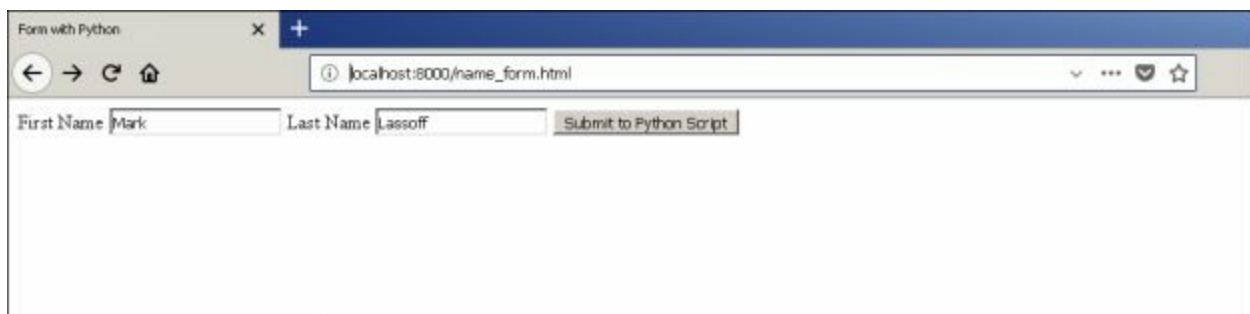 Form with Python
localhost:8000/name_form.html
First Name Mark Last Name Lassoff Submit to Python Script